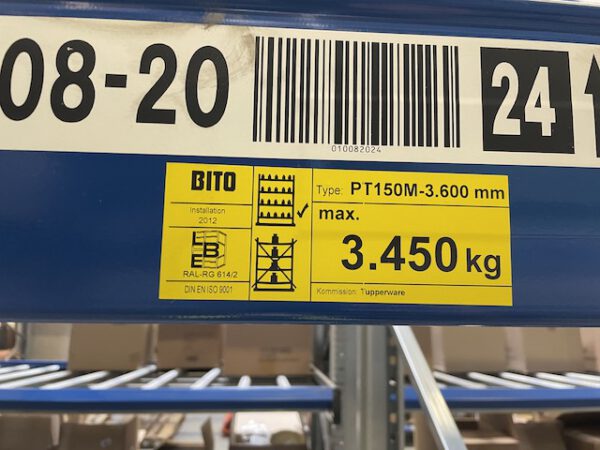 08-20
24
010082024
BITO
Installation
2012
RAL-RG 614/2
DIN EN ISO 9001
Type: PT150M-3.600 mm
max.
3.450 kg
Kommission: Tupperware